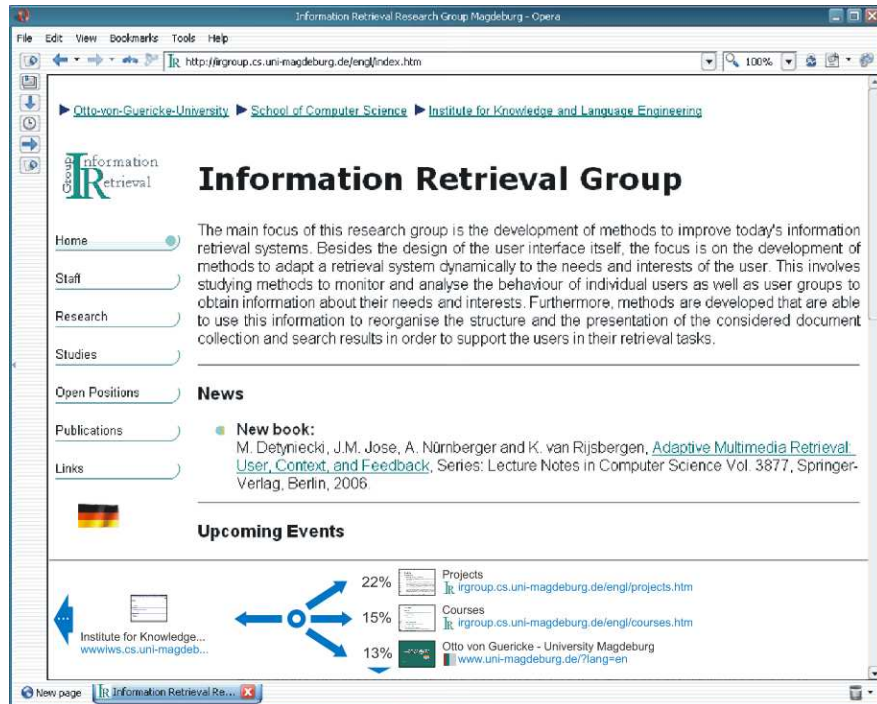 Information Retrieval Research Group Magdeburg - Opera
File Edit View Bookmarks Tools Help
IR http://irgroup.cs.uni-magdeburg.de/engl/index.htm 100%
Otto-von-Guericke-University School of Computer Science Institute for Knowledge and Language Engineering
Group Information Retrieval
Information Retrieval Group
Home
Staff
Research
Studies
Open Positions
Publications
Links
The main focus of this research group is the development of methods to improve today's information
retrieval systems. Besides the design of the user interface itself, the focus is on the development of
methods to adapt a retrieval system dynamically to the needs and interests of the user. This involves
studying methods to monitor and analyse the behaviour of individual users as well as user groups to
obtain information about their needs and interests. Furthermore, methods are developed that are able
to use this information to reorganise the structure and the presentation of the considered document
collection and search results in order to support the users in their retrieval tasks.
News
New book:
M. Detyniecki, J.M. Jose, A. Nürnberger and K. van Rijsbergen, Adaptive Multimedia Retrieval:
User, Context, and Feedback, Series: Lecture Notes in Computer Science Vol. 3877, Springer-
Verlag, Berlin, 2006.
Upcoming Events
...
Institute for Knowledge...
wwwiws.cs.uni-magdeb...
22% Projects
IR irgroup.cs.uni-magdeburg.de/engl/projects.htm
15% Courses
IR irgroup.cs.uni-magdeburg.de/engl/courses.htm
13% Otto von Guericke - University Magdeburg
www.uni-magdeburg.de/?lang=en
New page IR Information Retrieval Re...